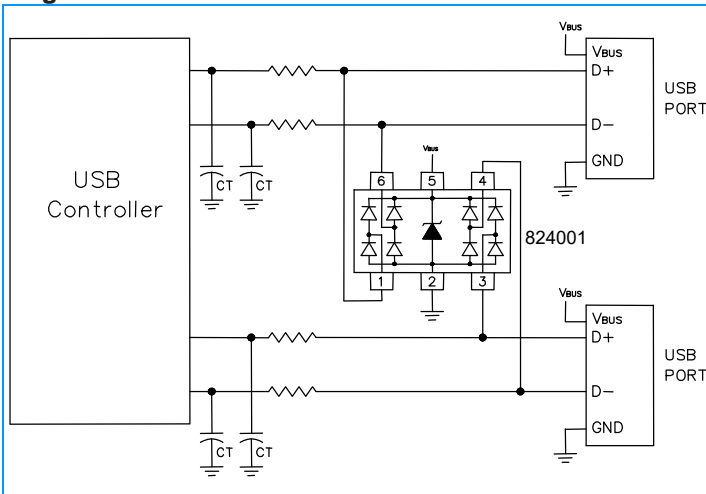 VBUS
VBUS
D+
USB
PORT
D-
GND
VBUS
6 5 4
USB
Controller
CT CT
824001
1 2 3
VBUS
VBUS
D+
USB
PORT
D-
GND
CT CT